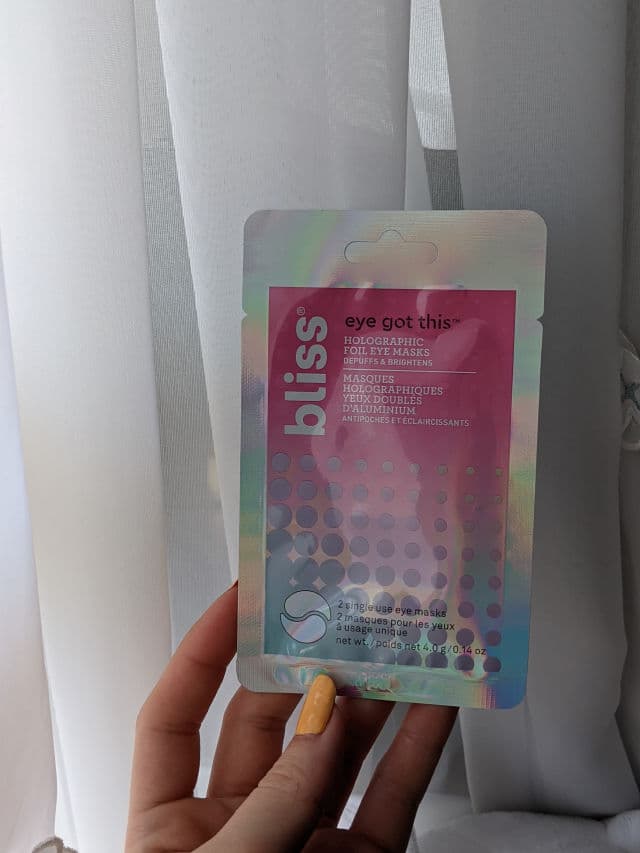 bliss®
eye got this™
HOLOGRAPHIC
FOIL EYE MASKS
DEPUFFS & BRIGHTENS
MASQUES
HOLOGRAPHIQUES
YEUX DOUBLÉS
D'ALUMINIUM
ANTIPOCHES ET ÉCLAIRCISSANTS
2 single use eye masks
2 masques pour les yeux
à usage unique
net wt./poids net 4.0 g/0.14 oz